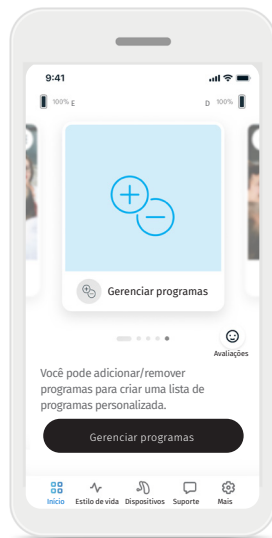 9:41
100% E
D 100%
Gerenciar programas
Avaliações
Você pode adicionar/remover
programas para criar uma lista de
programas personalizada.
Gerenciar programas
Início Estilo de vida Dispositivos Suporte Mais